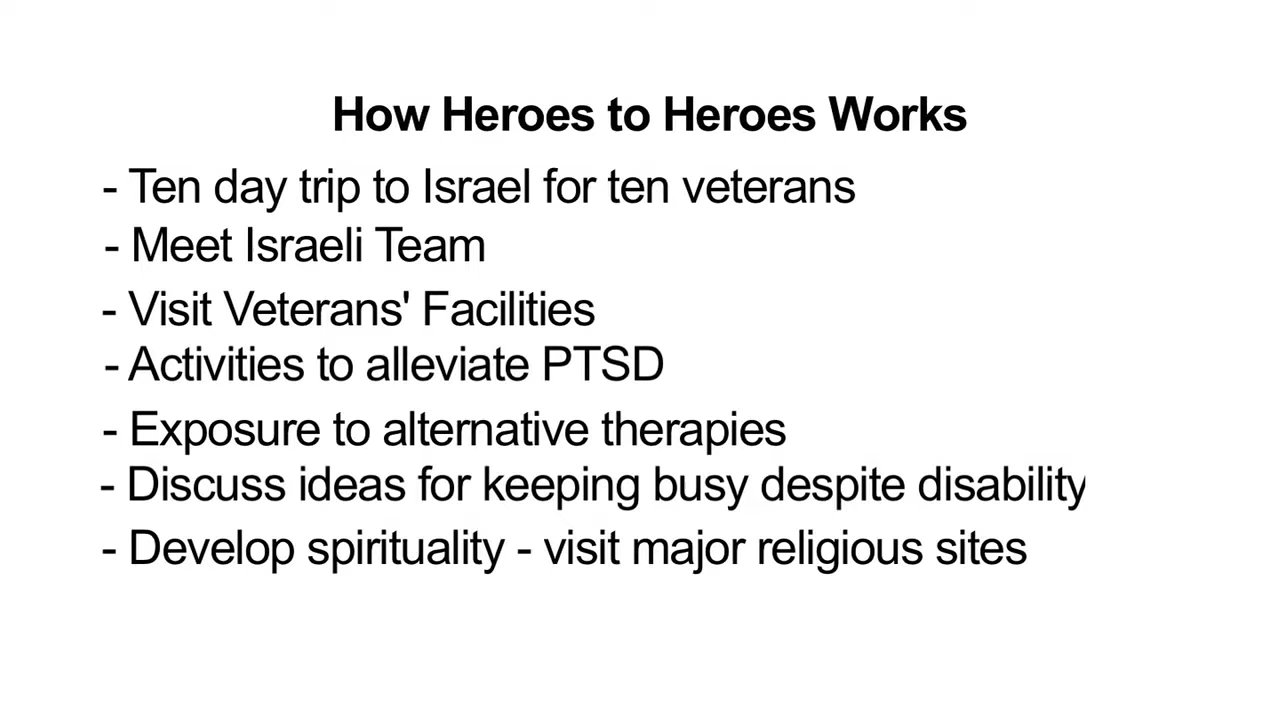 How Heroes to Heroes Works
- Ten day trip to Israel for ten veterans
- Meet Israeli Team
- Visit Veterans' Facilities
- Activities to alleviate PTSD
- Exposure to alternative therapies
- Discuss ideas for keeping busy despite disability
- Develop spirituality - visit major religious sites